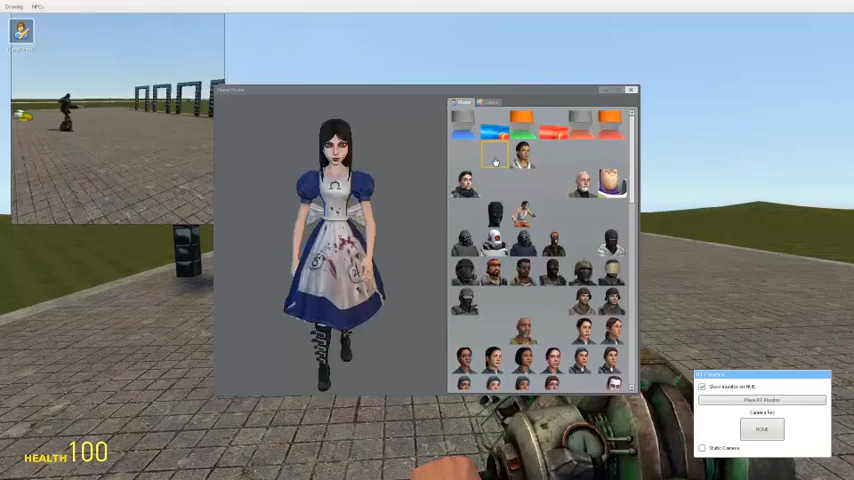 Drawing NPCs
Player Model
Model Colors
RT Camera
Show monitor on HUD
Place RT Monitor
Camera key
NONE
Static Camera
HEALTH 100